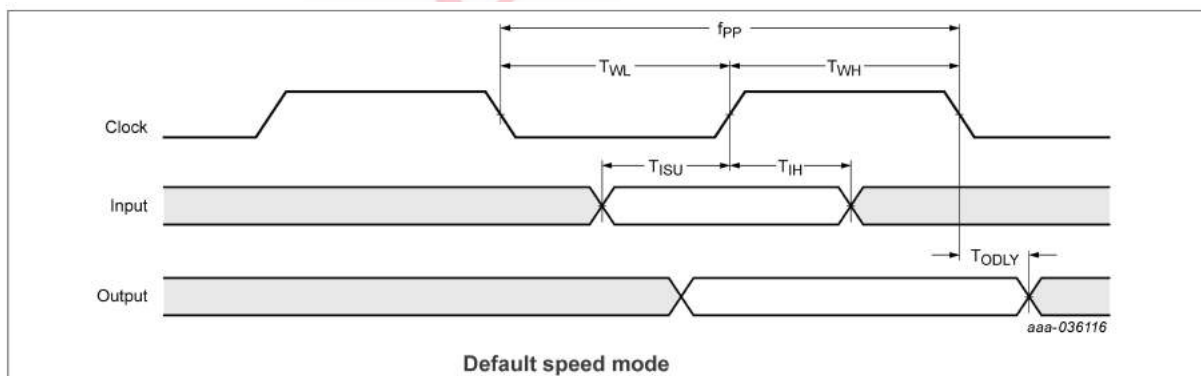 fPP
TWL
TWH
Clock
TISU
TIH
Input
TODLY
Output
aaa-036116
Default speed mode